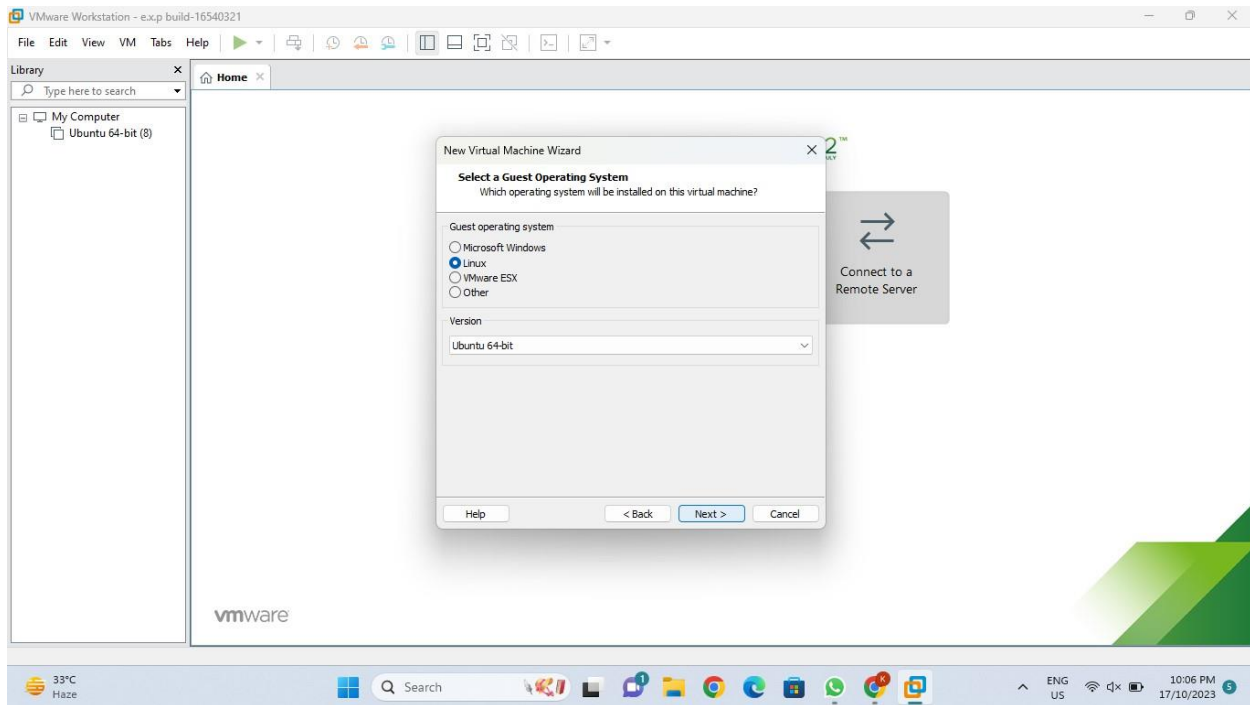 VMware Workstation - e.x.p build-16540321
File Edit View VM Tabs Help
Library
Type here to search
My Computer
Ubuntu 64-bit (8)
Home
2™
New Virtual Machine Wizard
Select a Guest Operating System
Which operating system will be installed on this virtual machine?
Guest operating system
Microsoft Windows
Linux
VMware ESX
Other
Version
Ubuntu 64-bit
Help
< Back
Next >
Cancel
Connect to a
Remote Server
vmware
33°C
Haze
Search
1
K
ENG
US
10:06 PM
17/10/2023
5